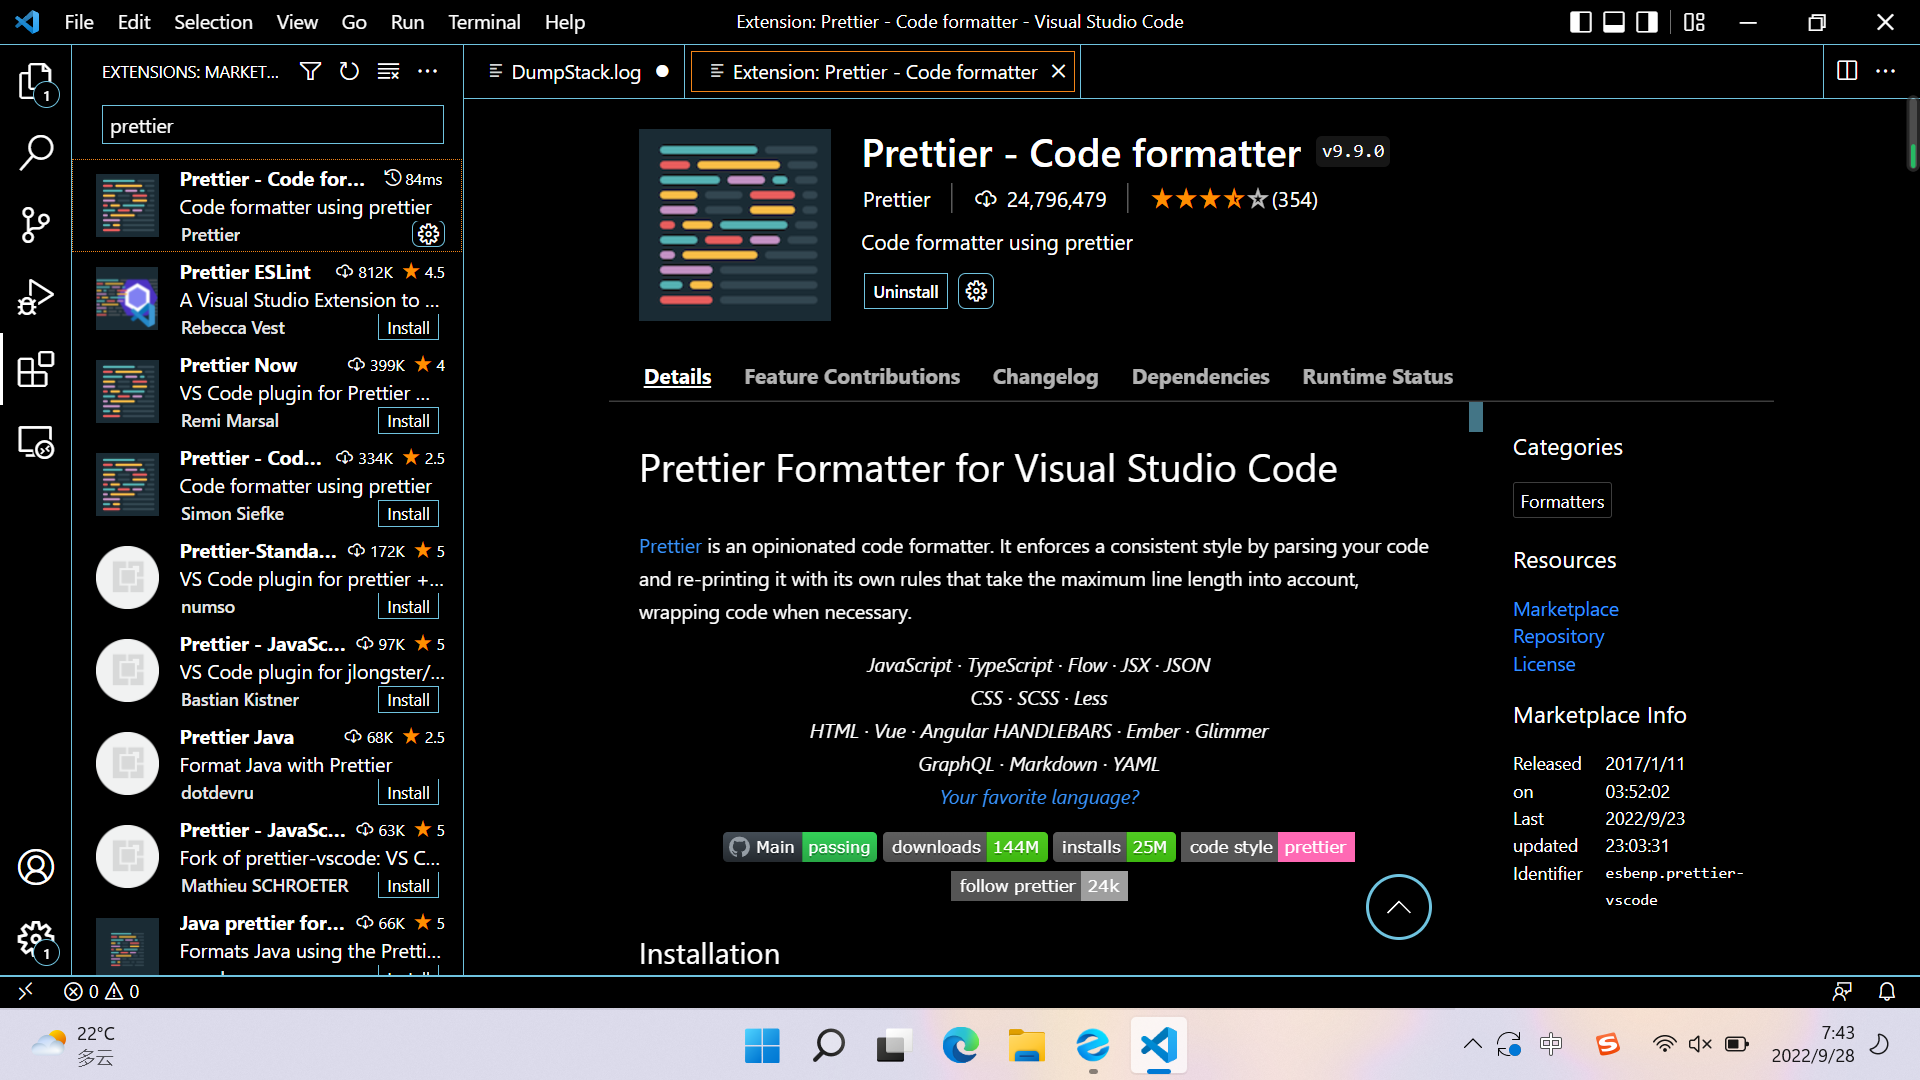 File Edit Selection View Go Run Terminal Help
Extension: Prettier - Code formatter - Visual Studio Code
EXTENSIONS: MARKET...
DumpStack.log
Extension: Prettier - Code formatter
1
prettier
Prettier - Code for... 84ms
Code formatter using prettier
Prettier
Prettier ESLint 812K 4.5
A Visual Studio Extension to ...
Rebecca Vest Install
Prettier Now 399K 4
VS Code plugin for Prettier ...
Remi Marsal Install
Prettier - Cod... 334K 2.5
Code formatter using prettier
Simon Siefke Install
Prettier-Standa... 172K 5
VS Code plugin for prettier +...
numso Install
Prettier - JavaSc... 97K 5
VS Code plugin for jlongster/...
Bastian Kistner Install
Prettier Java 68K 2.5
Format Java with Prettier
dotdevru Install
Prettier - JavaSc... 63K 5
Fork of prettier-vscode: VS C...
Mathieu SCHROETER Install
Java prettier for... 66K 5
Formats Java using the Pretti...
1
Prettier - Code formatter v9.9.0
Prettier 24,796,479 (354)
Code formatter using prettier
Uninstall
Details Feature Contributions Changelog Dependencies Runtime Status
Prettier Formatter for Visual Studio Code
Prettier is an opinionated code formatter. It enforces a consistent style by parsing your code
and re-printing it with its own rules that take the maximum line length into account,
wrapping code when necessary.
JavaScript · TypeScript · Flow · JSX · JSON
CSS · SCSS · Less
HTML · Vue · Angular HANDLEBARS · Ember · Glimmer
GraphQL · Markdown · YAML
Your favorite language?
Main passing downloads 144M installs 25M code style prettier
follow prettier 24k
Installation
Categories
Formatters
Resources
Marketplace
Repository
License
Marketplace Info
Released 2017/1/11
on 03:52:02
Last 2022/9/23
updated 23:03:31
Identifier esbenp.prettier-
vscode
0 0
22°C
多云
中
S
7:43
2022/9/28